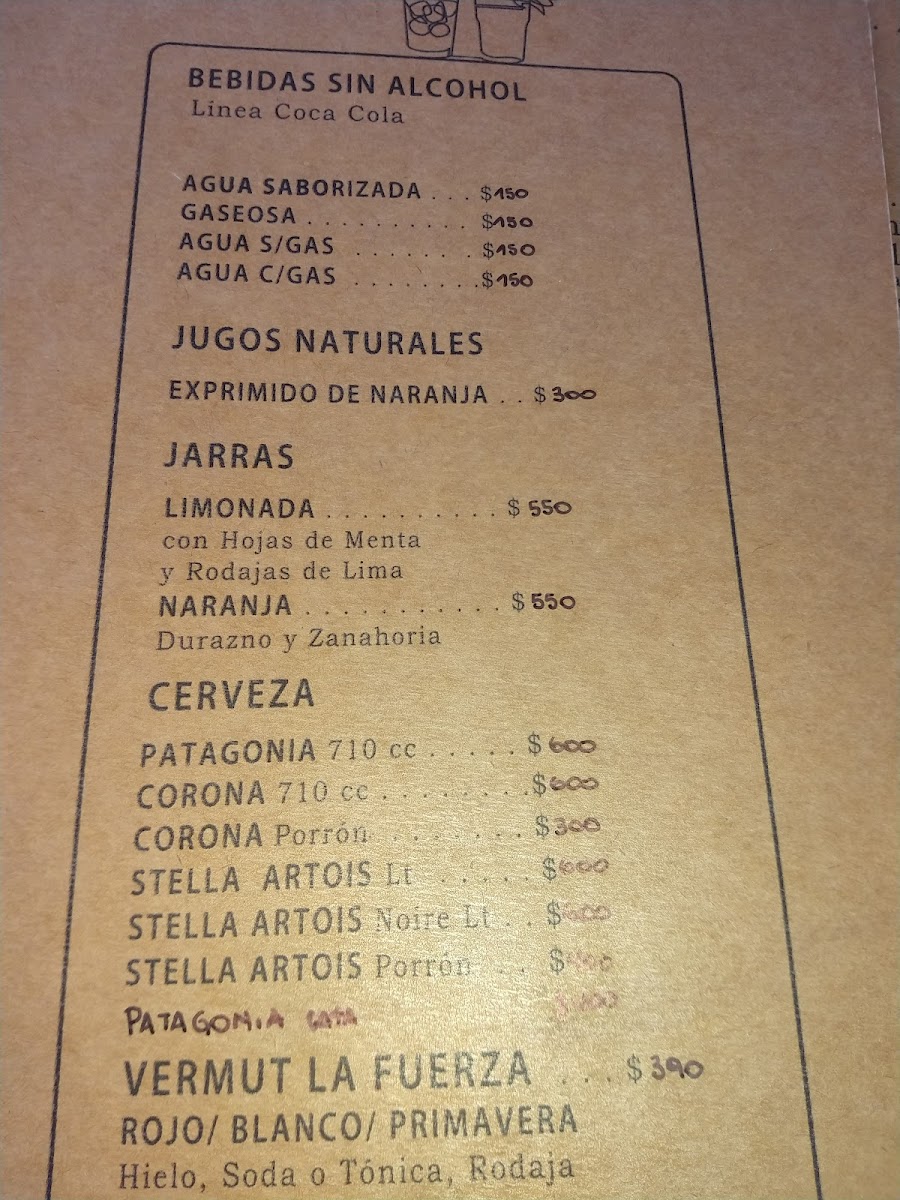 BEBIDAS SIN ALCOHOL
Línea Coca Cola
AGUA SABORIZADA . . . $150
GASEOSA . . . . . . . . . $150
AGUA S/GAS . . . . . . . $150
AGUA C/GAS . . . . . . . . $150
JUGOS NATURALES
EXPRIMIDO DE NARANJA . . $300
JARRAS
LIMONADA . . . . . . . . . . $550
con Hojas de Menta
y Rodajas de Lima
NARANJA . . . . . . . . . . . $550
Durazno y Zanahoria
CERVEZA
PATAGONIA 710 cc . . . . . $600
CORONA 710 cc . . . . . . . . $600
CORONA Porrón . . . . . . . $300
STELLA ARTOIS Lt . . . . . $600
STELLA ARTOIS Noire Lt . . $600
STELLA ARTOIS Porrón . . $
PATAGONIA LATA
VERMUT LA FUERZA . . . $390
ROJO/ BLANCO/ PRIMAVERA
Hielo, Soda o Tónica, Rodaja